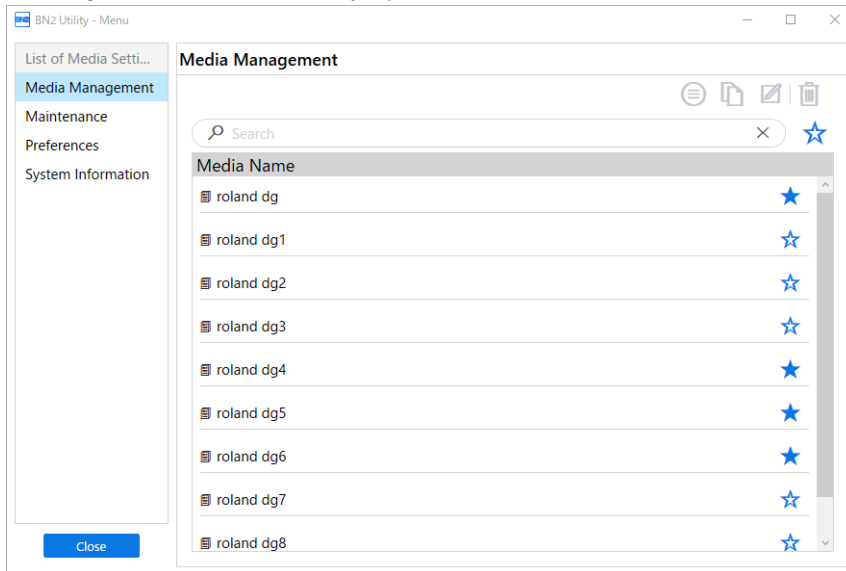 BN2 Utility - Menu
List of Media Setti...
Media Management
Maintenance
Preferences
System Information
Close
Media Management
Search
Media Name
roland dg
roland dg1
roland dg2
roland dg3
roland dg4
roland dg5
roland dg6
roland dg7
roland dg8